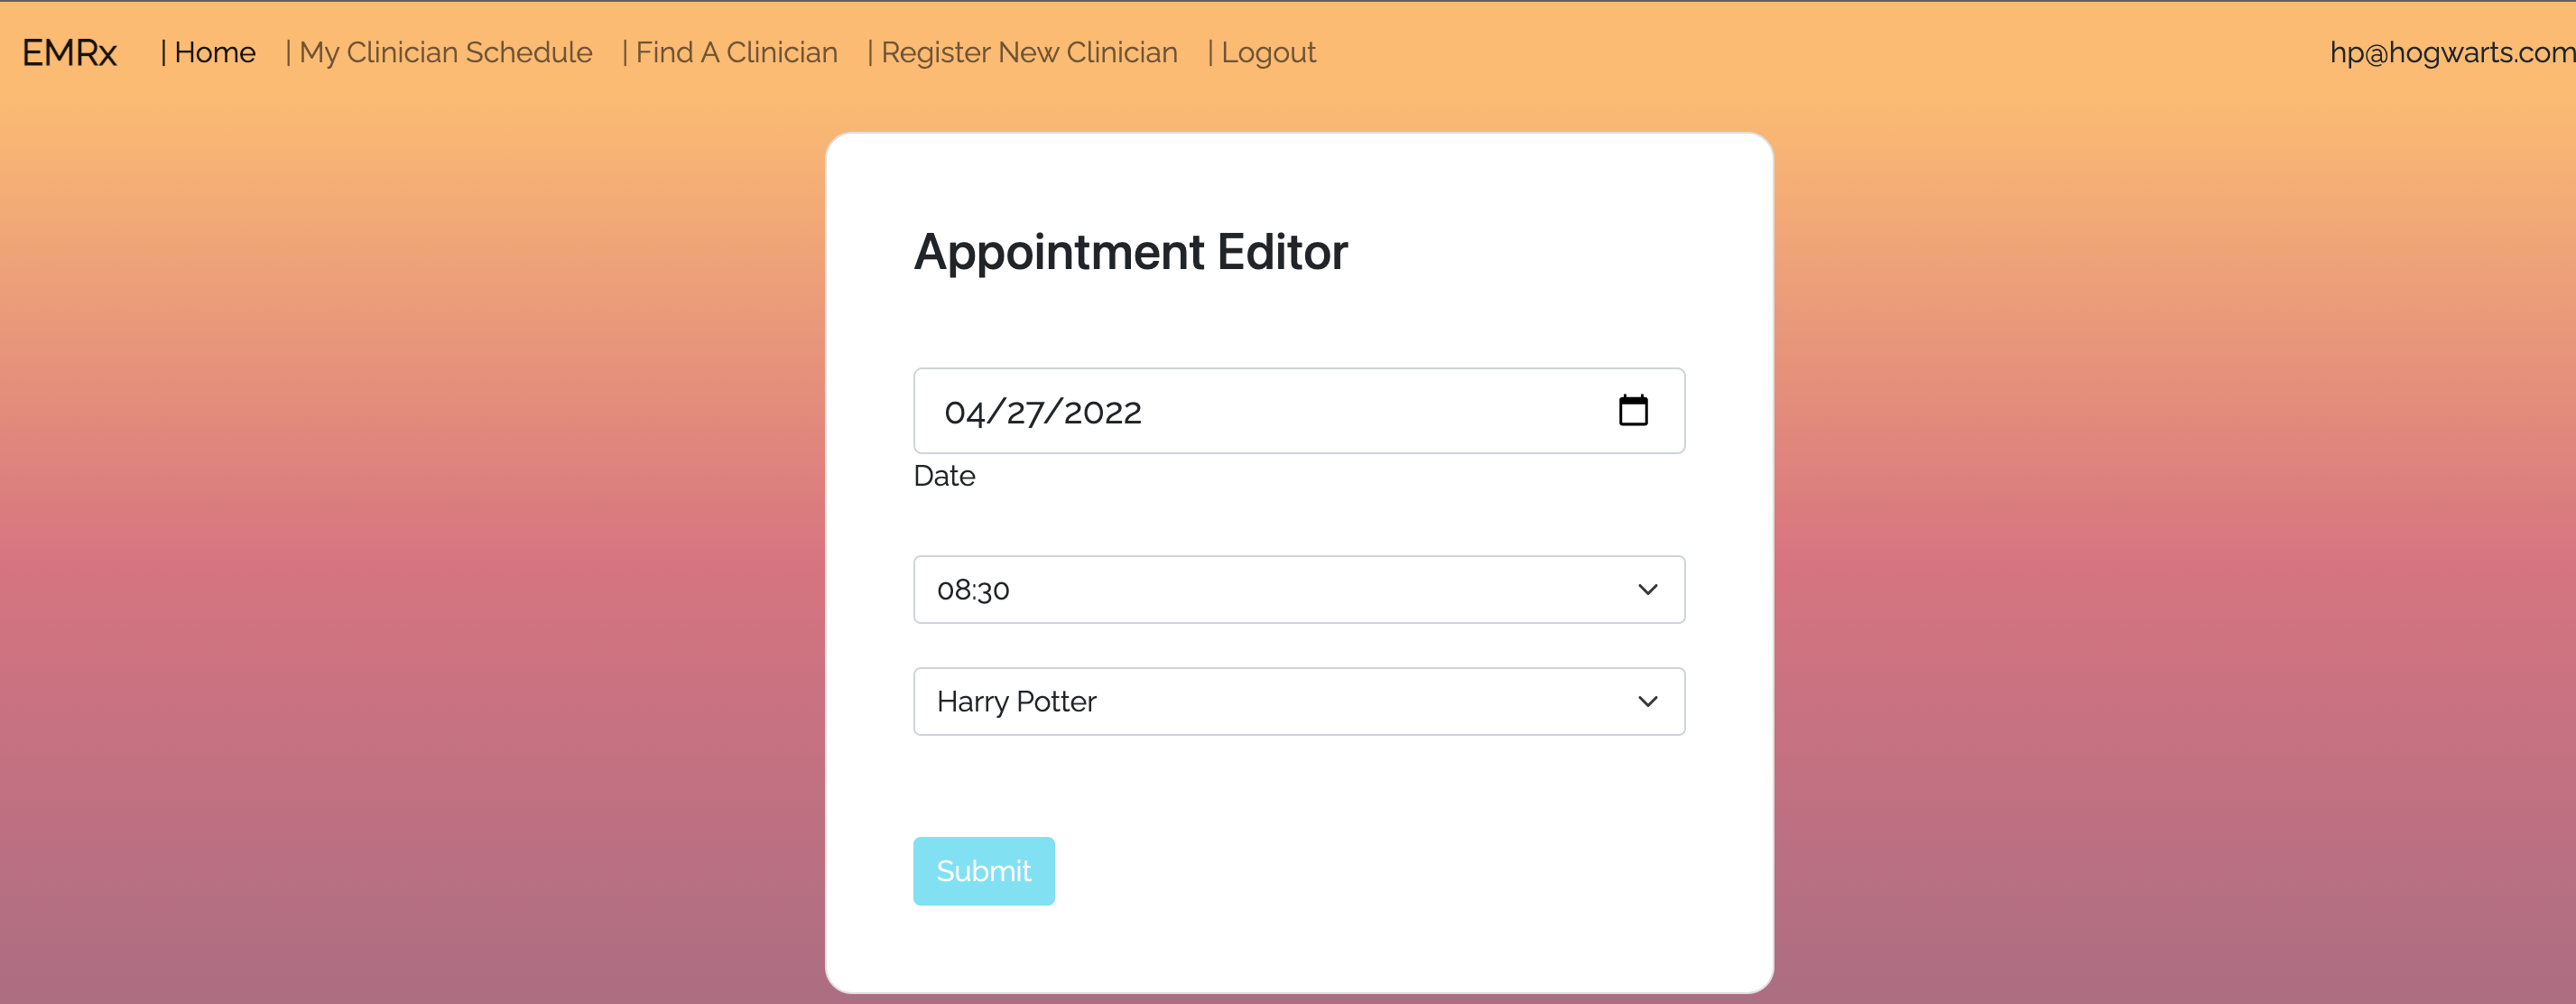 EMRx | Home | My Clinician Schedule | Find A Clinician | Register New Clinician | Logout hp@hogwarts.com
Appointment Editor
04/27/2022
Date
08:30
Harry Potter
Submit